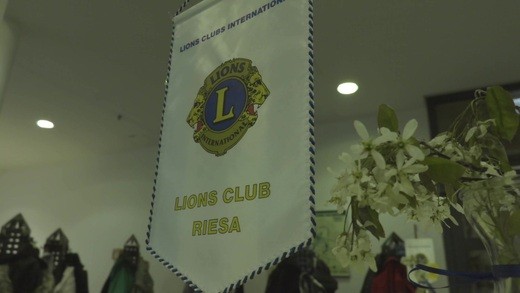 LIONS CLUBS INTERNATIONAL
LIONS
L
INTERNATIONAL
LIONS CLUB
RIESA